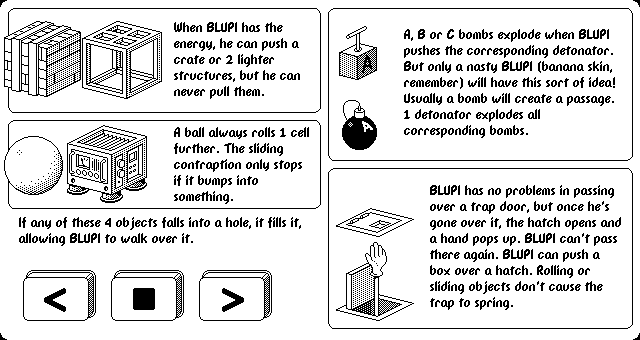 When BLUPI has the
energy, he can push a
crate or 2 lighter
structures, but he can
never pull them.
A ball always rolls 1 cell
further. The sliding
contraption only stops
if it bumps into
something.
If any of these 4 objects falls into a hole, it fills it,
allowing BLUPI to walk over it.
A, B or C bombs explode when BLUPI
pushes the corresponding detonator.
But only a nasty BLUPI (banana skin,
remember) will have this sort of idea!
Usually a bomb will create a passage.
1 detonator explodes all
corresponding bombs.
A
A
BLUPI has no problems in passing
over a trap door, but once he's
gone over it, the hatch opens and
a hand pops up. BLUPI can't pass
there again. BLUPI can push a
box over a hatch. Rolling or
sliding objects don't cause the
trap to spring.